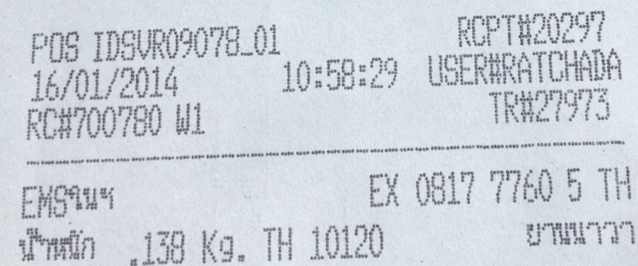 POS IDSVR09078_01 RCPT#20297
16/01/2014 10:58:29 USER#RATCHADA
RC#700780 W1 TR#27973
EMSในฯ EX 0817 7760 5 TH
น้ำหนัก .138 Kg. TH 10120 ยานนาวา